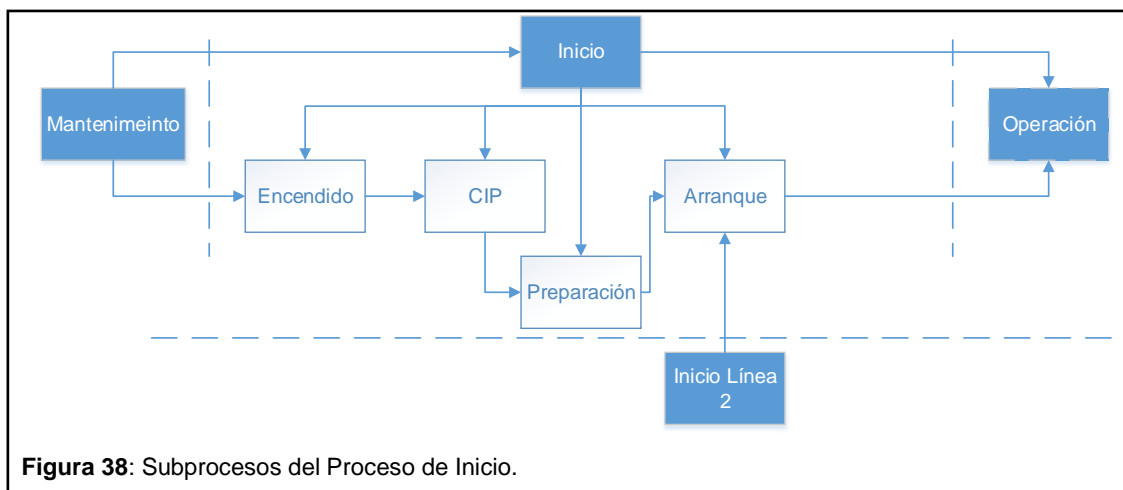 Inicio
Mantenimeinto
Operación
Encendido
CIP
Arranque
Preparación
Inicio Línea
2
Figura 38: Subprocesos del Proceso de Inicio.